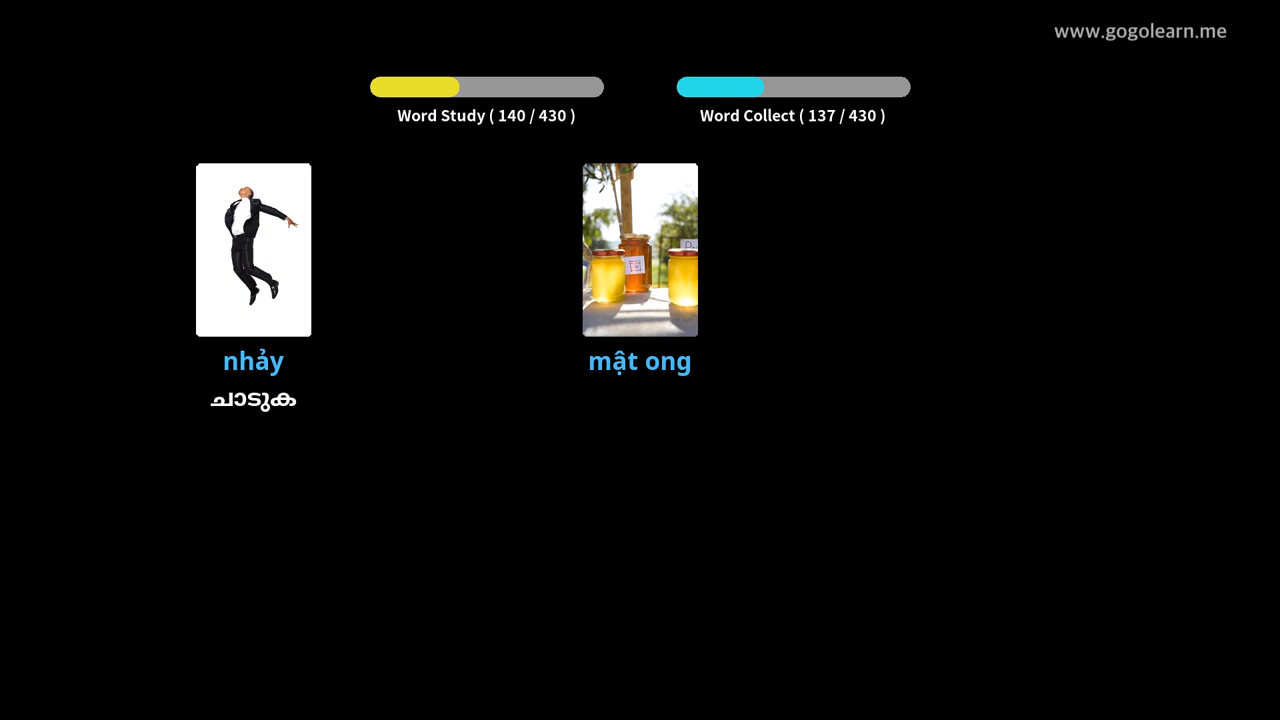 www.gogolearn.me
Word Study ( 140 / 430 )
Word Collect ( 137 / 430 )
nhảy
mật ong
ചാടുക